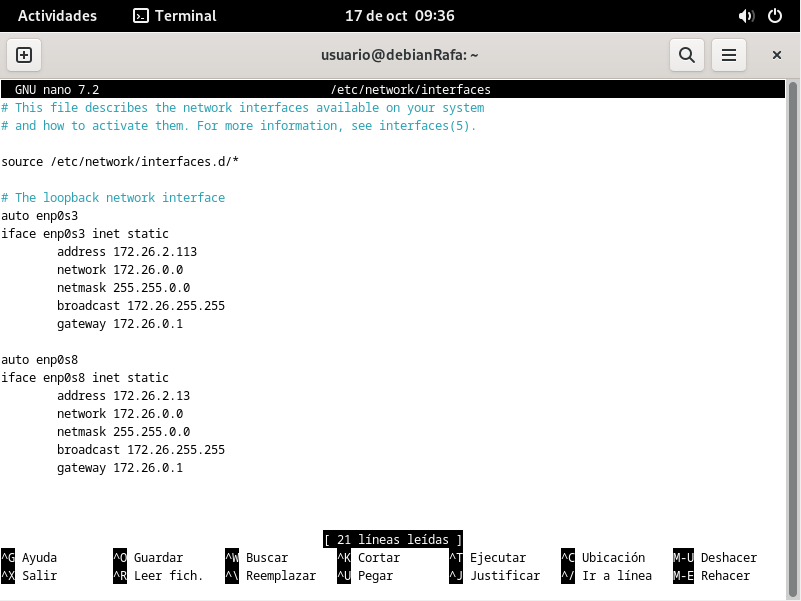 Actividades Terminal 17 de oct 09:36
usuario@debianRafa: ~
GNU nano 7.2 /etc/network/interfaces
# This file describes the network interfaces available on your system
# and how to activate them. For more information, see interfaces(5).
source /etc/network/interfaces.d/*
# The loopback network interface
auto enp0s3
iface enp0s3 inet static
address 172.26.2.113
network 172.26.0.0
netmask 255.255.0.0
broadcast 172.26.255.255
gateway 172.26.0.1
auto enp0s8
iface enp0s8 inet static
address 172.26.2.13
network 172.26.0.0
netmask 255.255.0.0
broadcast 172.26.255.255
gateway 172.26.0.1
[ 21 líneas leídas ]
^G Ayuda ^O Guardar ^W Buscar ^K Cortar ^T Ejecutar ^C Ubicación M-U Deshacer
^X Salir ^R Leer fich. ^\ Reemplazar ^U Pegar ^J Justificar ^/ Ir a línea M-E Rehacer